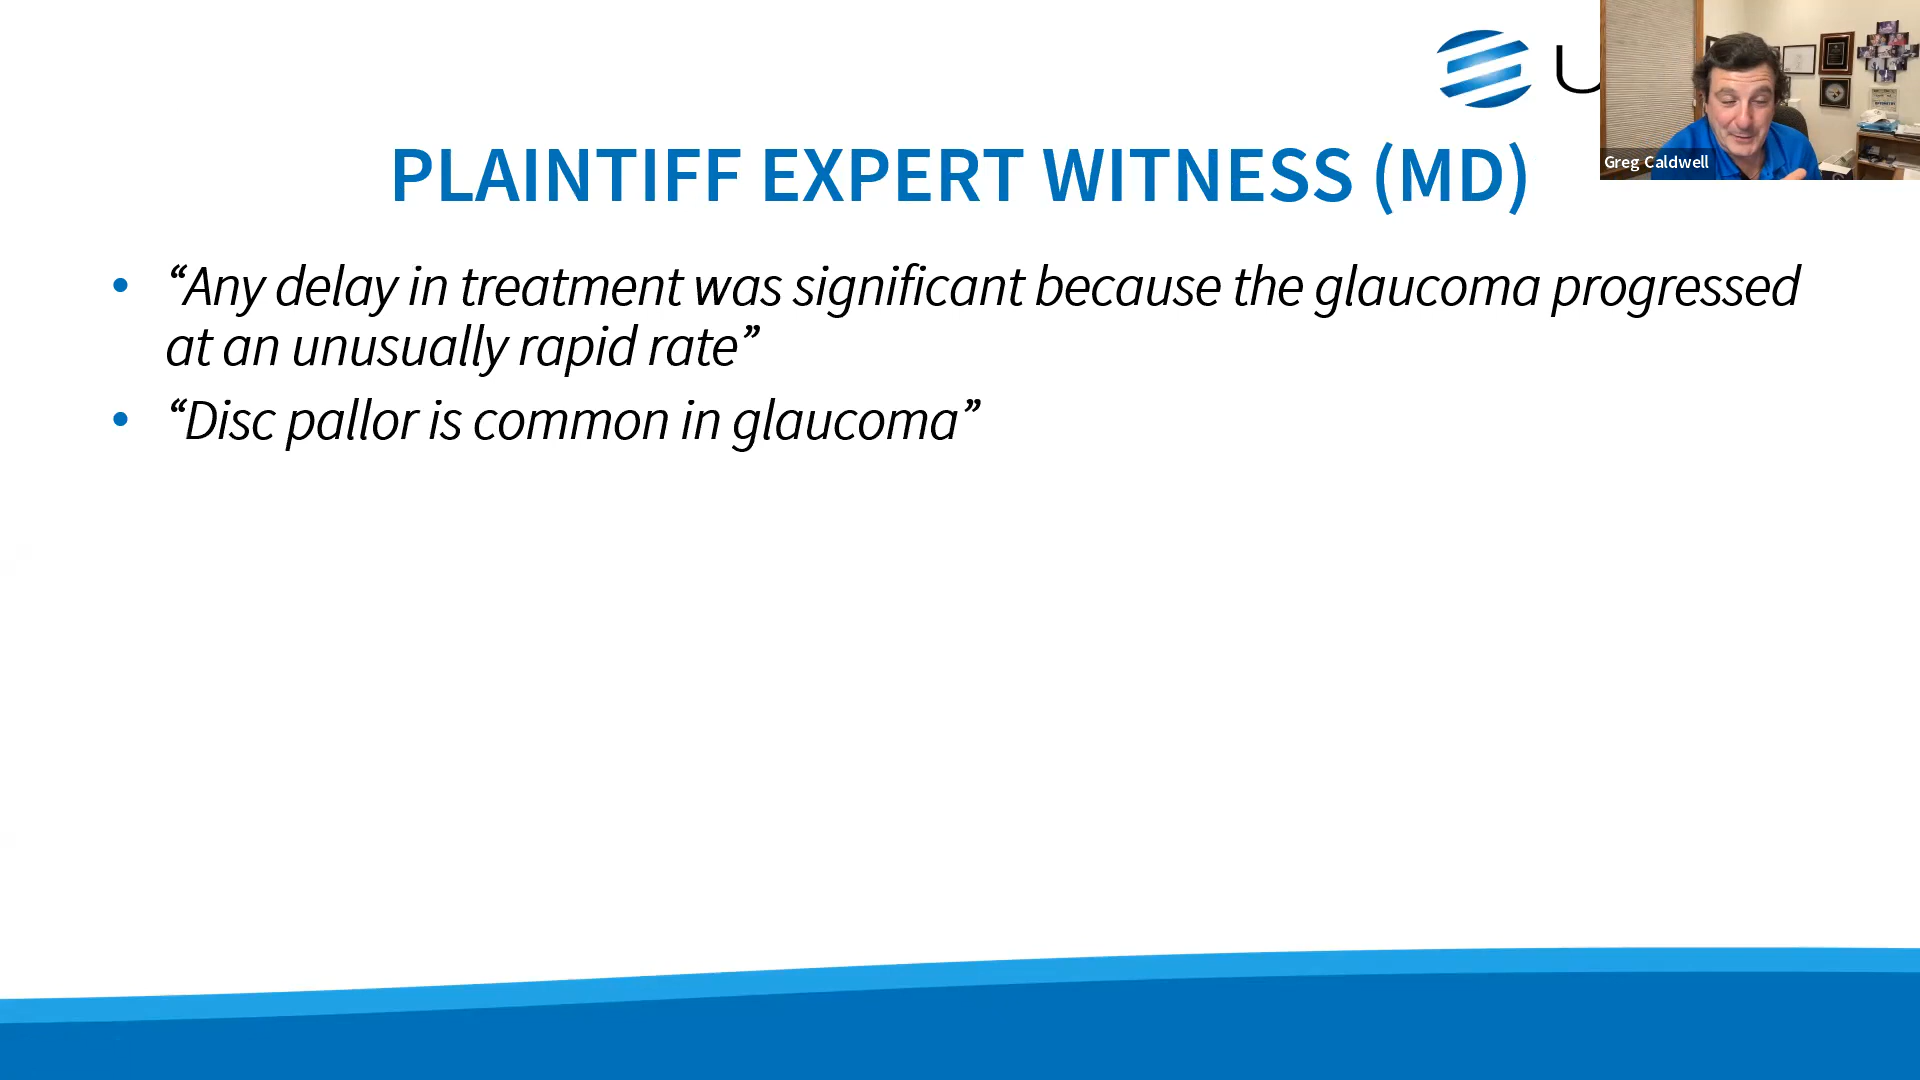 PLAINTIFF EXPERT WITNESS (MD)
Greg Caldwell
• “Any delay in treatment was significant because the glaucoma progressed
at an unusually rapid rate”
• “Disc pallor is common in glaucoma”